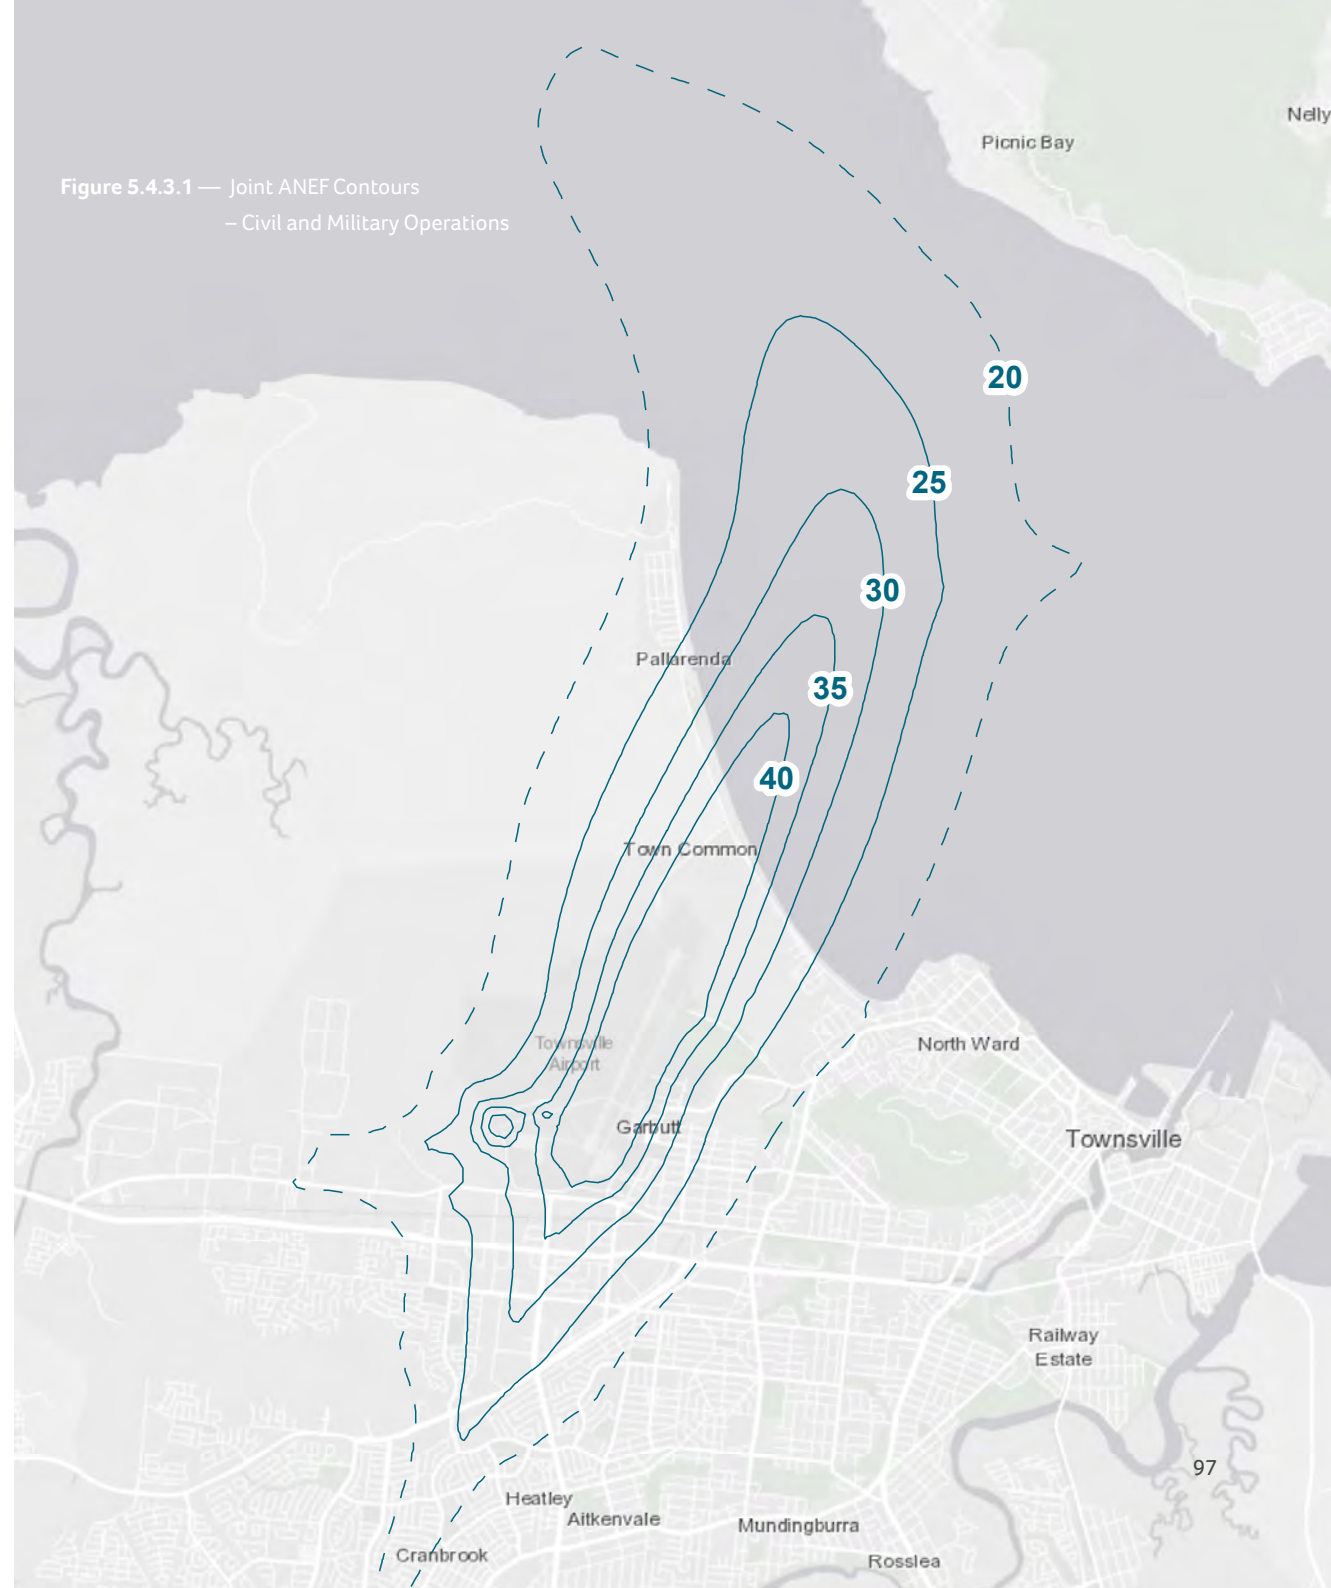 Nelly
Picnic Bay
Figure 5.4.3.1 — Joint ANEF Contours
– Civil and Military Operations
20
25
30
Pallarenda
35
40
Town Common
Townsville
Airport
North Ward
Garbutt
Townsville
Railway
Estate
97
Heatley
Aitkenvale
Mundingburra
Cranbrook
Rosslea